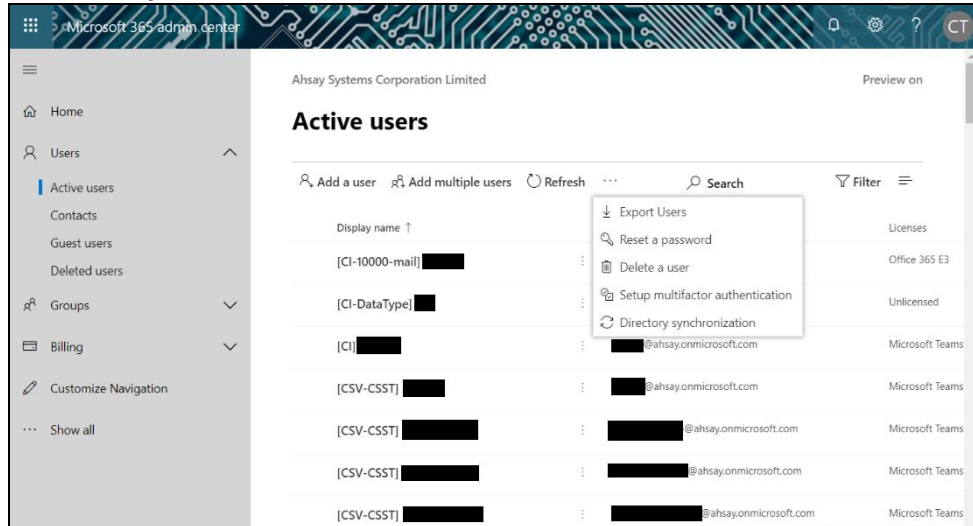 Microsoft 365 admin center
? CT
Ahsay Systems Corporation Limited Preview on
Home
Active users
Users
Add a user Add multiple users Refresh ... Search Filter
Active users
Contacts
Guest users
Deleted users
Groups
Billing
Customize Navigation
... Show all
Export Users
Reset a password
Delete a user
Setup multifactor authentication
Directory synchronization
Display name ↑ Licenses
[CI-10000-mail] Office 365 E3
[CI-DataType] Unlicensed
[CI] @ahsay.onmicrosoft.com Microsoft Teams
[CSV-CSST] @ahsay.onmicrosoft.com Microsoft Teams
[CSV-CSST] @ahsay.onmicrosoft.com Microsoft Teams
[CSV-CSST] @ahsay.onmicrosoft.com Microsoft Teams
[CSV-CSST] @ahsay.onmicrosoft.com Microsoft Teams